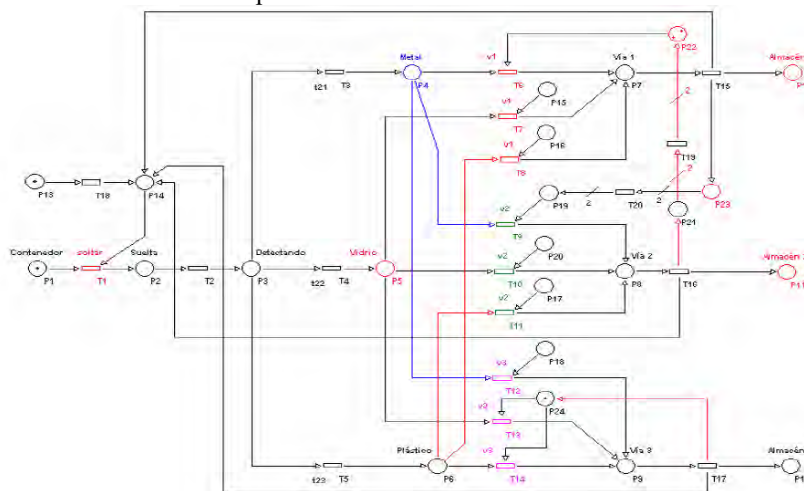 P22
Metal
v1
Vía 1
Almacén
t21
T3
P4
T6
P7
T15
v1
P15
T7
2
v1
P16
T8
T19
2
2
2
P13
T18
P14
v2
P19
T20
P23
P21
T9
Contenedor
soltar
Suelta
Detectando
Vidrio
v2
P20
Vía 2
Almacén
P1
T1
P2
T2
P3
t22
T4
P5
T10
P8
T16
v2
P17
T11
v3
P18
T12
v2
P24
T13
Plástico
v3
Vía 3
Almacén
t23
T5
P6
T14
P9
T17